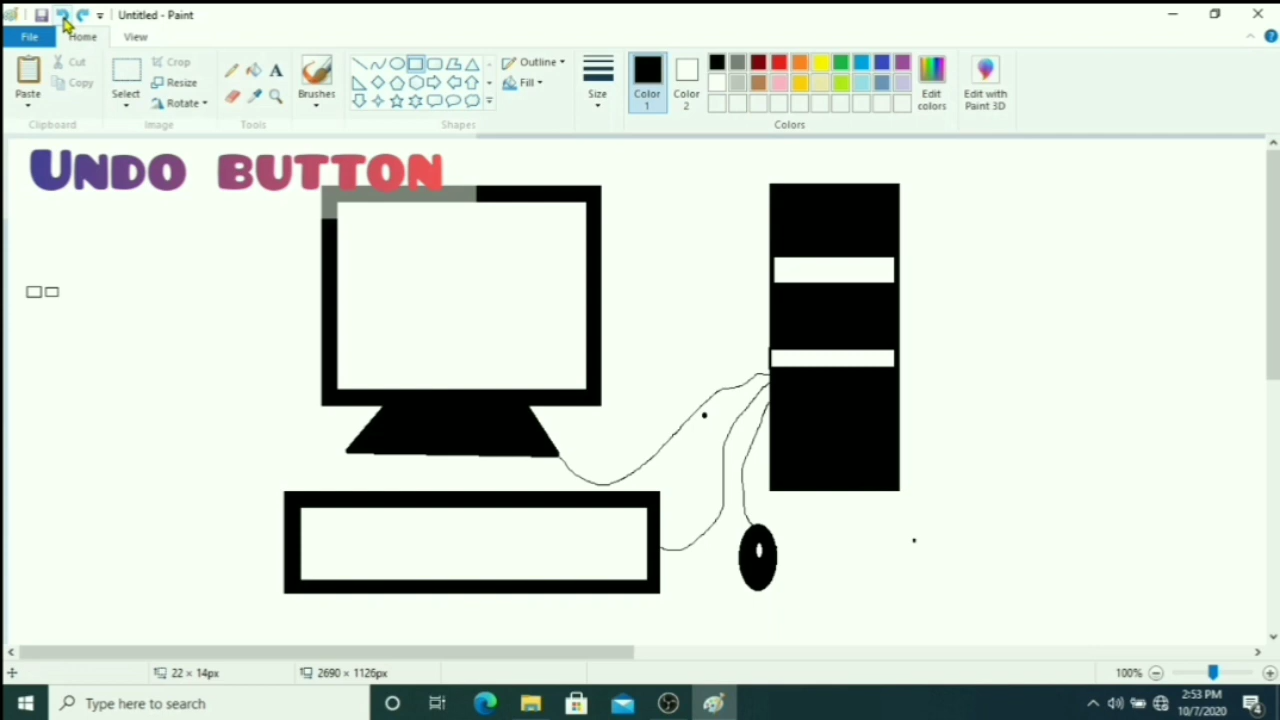 Untitled - Paint
File
Home
View
Paste
Cut
Copy
Clipboard
Select
Crop
Resize
Rotate
Image
A
Tools
Brushes
Shapes
Outline
Fill
Size
Color
1
Color
2
Edit
colors
Colors
Edit with
Paint 3D
UNDO BUTTON
22 × 14px
2690 × 1126px
100%
Type here to search
2:53 PM
10/7/2020
4